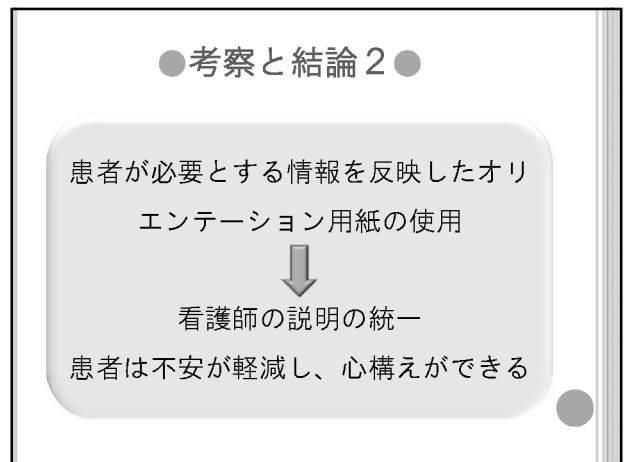 ●考察と結論２●
患者が必要とする情報を反映したオリ
エンテーション用紙の使用
看護師の説明の統一
患者は不安が軽減し、心構えができる